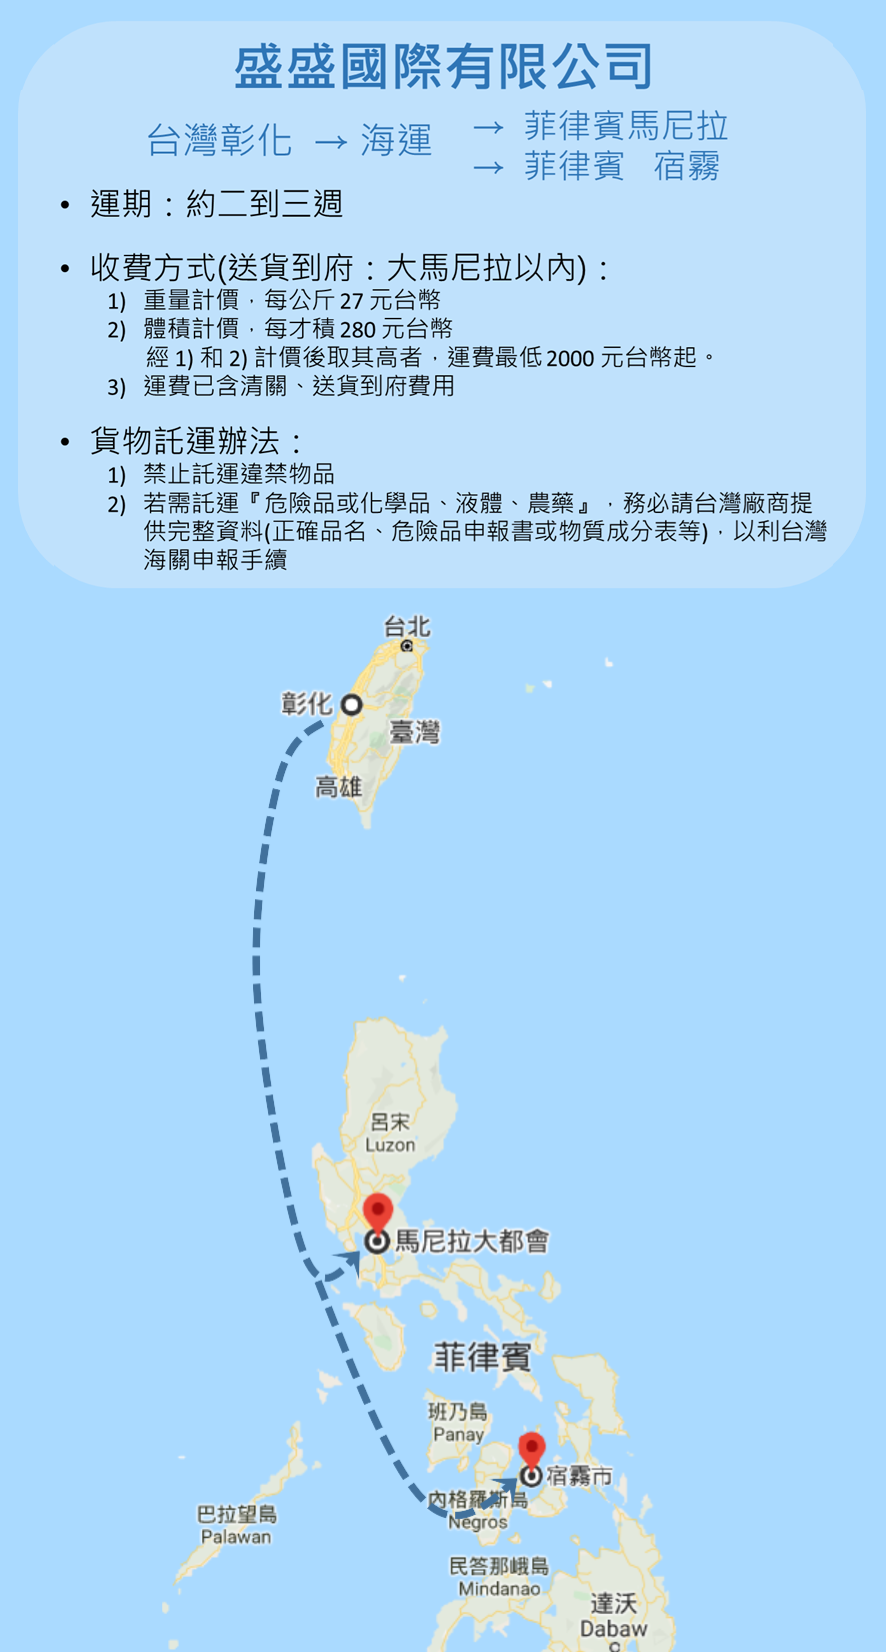 盛盛國際有限公司
台灣彰化 → 海運 → 菲律賓馬尼拉
→ 菲律賓 宿霧
• 運期：約二到三週
• 收費方式(送貨到府：大馬尼拉以內)：
1) 重量計價，每公斤 27 元台幣
2) 體積計價，每才積 280 元台幣
經 1) 和 2) 計價後取其高者，運費最低 2000 元台幣起。
3) 運費已含清關、送貨到府費用
• 貨物託運辦法：
1) 禁止託運違禁物品
2) 若需託運『危險品或化學品、液體、農藥』，務必請台灣廠商提
供完整資料(正確品名、危險品申報書或物質成分表等)，以利台灣
海關申報手續
台北
彰化
臺灣
高雄
呂宋
Luzon
馬尼拉大都會
菲律賓
班乃島
Panay
宿霧市
內格羅斯島
Negros
巴拉望島
Palawan
民答那峨島
Mindanao
達沃
Dabaw